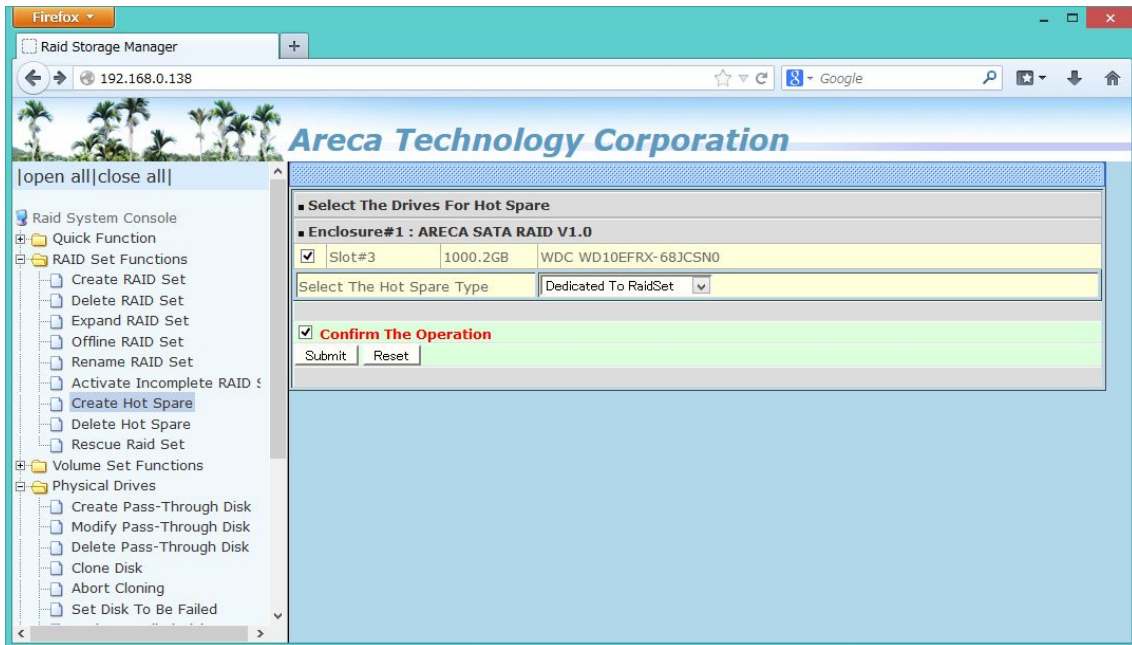 Firefox
Raid Storage Manager
192.168.0.138
Google
Areca Technology Corporation
|open all|close all|
Raid System Console
Quick Function
RAID Set Functions
Create RAID Set
Delete RAID Set
Expand RAID Set
Offline RAID Set
Rename RAID Set
Activate Incomplete RAID
Create Hot Spare
Delete Hot Spare
Rescue Raid Set
Volume Set Functions
Physical Drives
Create Pass-Through Disk
Modify Pass-Through Disk
Delete Pass-Through Disk
Clone Disk
Abort Cloning
Set Disk To Be Failed
Select The Drives For Hot Spare
Enclosure#1 : ARECA SATA RAID V1.0
Slot#3 1000.2GB WDC WD10EFRX-68JCSN0
Select The Hot Spare Type Dedicated To RaidSet
Confirm The Operation
Submit Reset